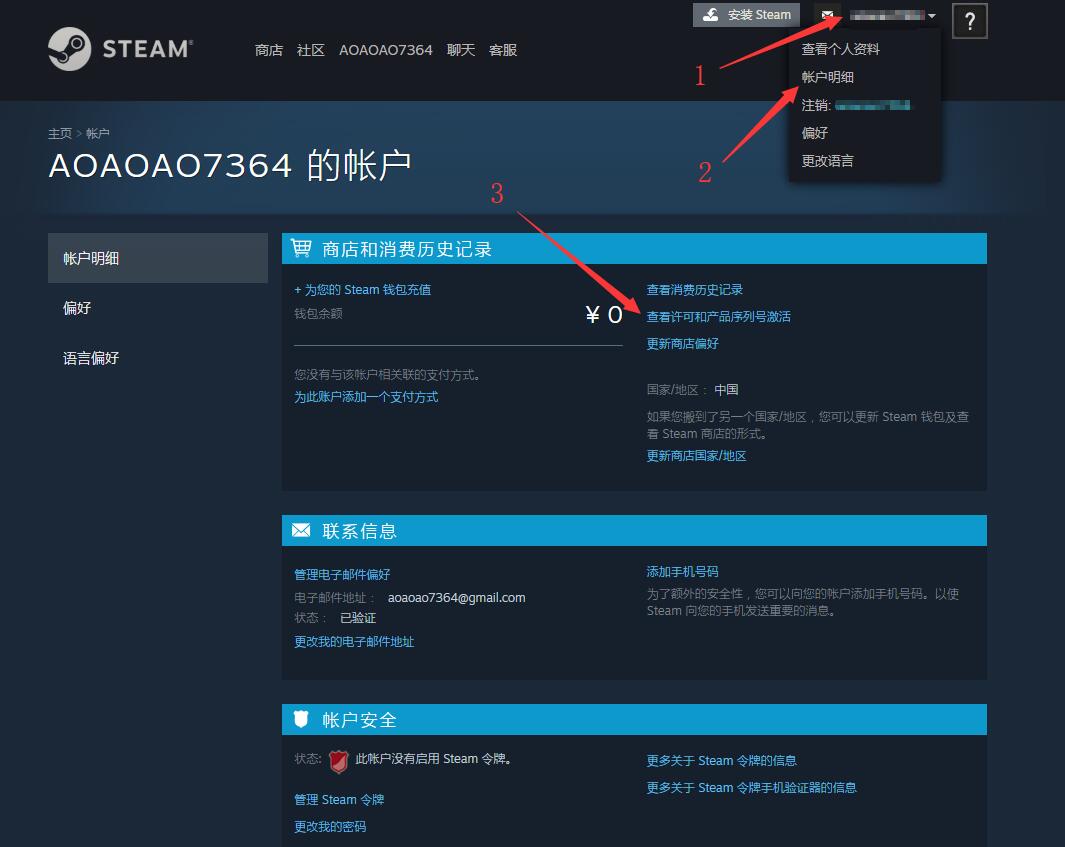 安装 Steam
?
STEAM®
商店 社区 AOAOAO7364 聊天 客服
查看个人资料
帐户明细
注销:
偏好
更改语言
1
2
3
主页 > 帐户
AOAOAO7364 的帐户
帐户明细
偏好
语言偏好
商店和消费历史记录
+ 为您的 Steam 钱包充值
钱包余额
¥ 0
您没有与该帐户相关联的支付方式。
为此账户添加一个支付方式
查看消费历史记录
查看许可和产品序列号激活
更新商店偏好
国家/地区： 中国
如果您搬到了另一个国家/地区，您可以更新 Steam 钱包及查
看 Steam 商店的形式。
更新商店国家/地区
联系信息
管理电子邮件偏好
电子邮件地址： aoaoao7364@gmail.com
状态： 已验证
更改我的电子邮件地址
添加手机号码
为了额外的安全性，您可以向您的帐户添加手机号码。以使
Steam 向您的手机发送重要的消息。
帐户安全
状态: 此帐户没有启用 Steam 令牌。
管理 Steam 令牌
更改我的密码
更多关于 Steam 令牌的信息
更多关于 Steam 令牌手机验证器的信息